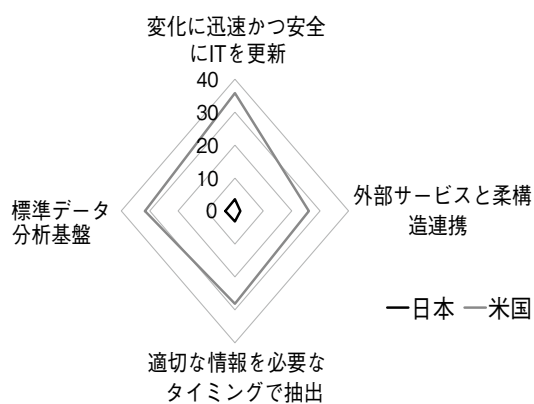 変化に迅速かつ安全
にITを更新
40
30
20
10
0
標準データ
分析基盤
外部サービスと柔構
造連携
日本 米国
適切な情報を必要な
タイミングで抽出